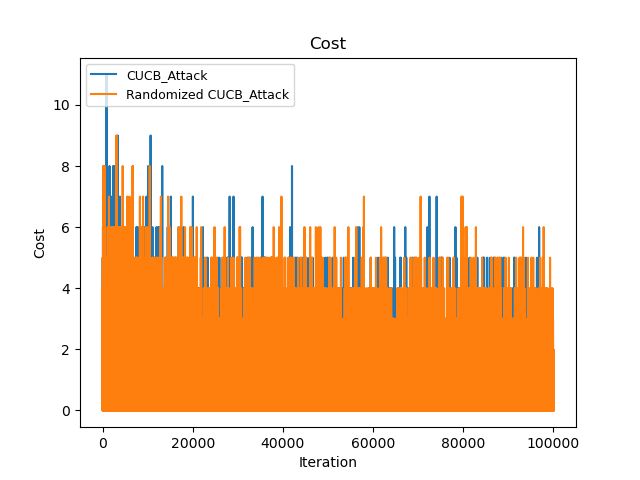 Cost
CUCB_Attack
Randomized CUCB_Attack
Cost
10
8
6
4
2
0
0 20000 40000 60000 80000 100000
Iteration